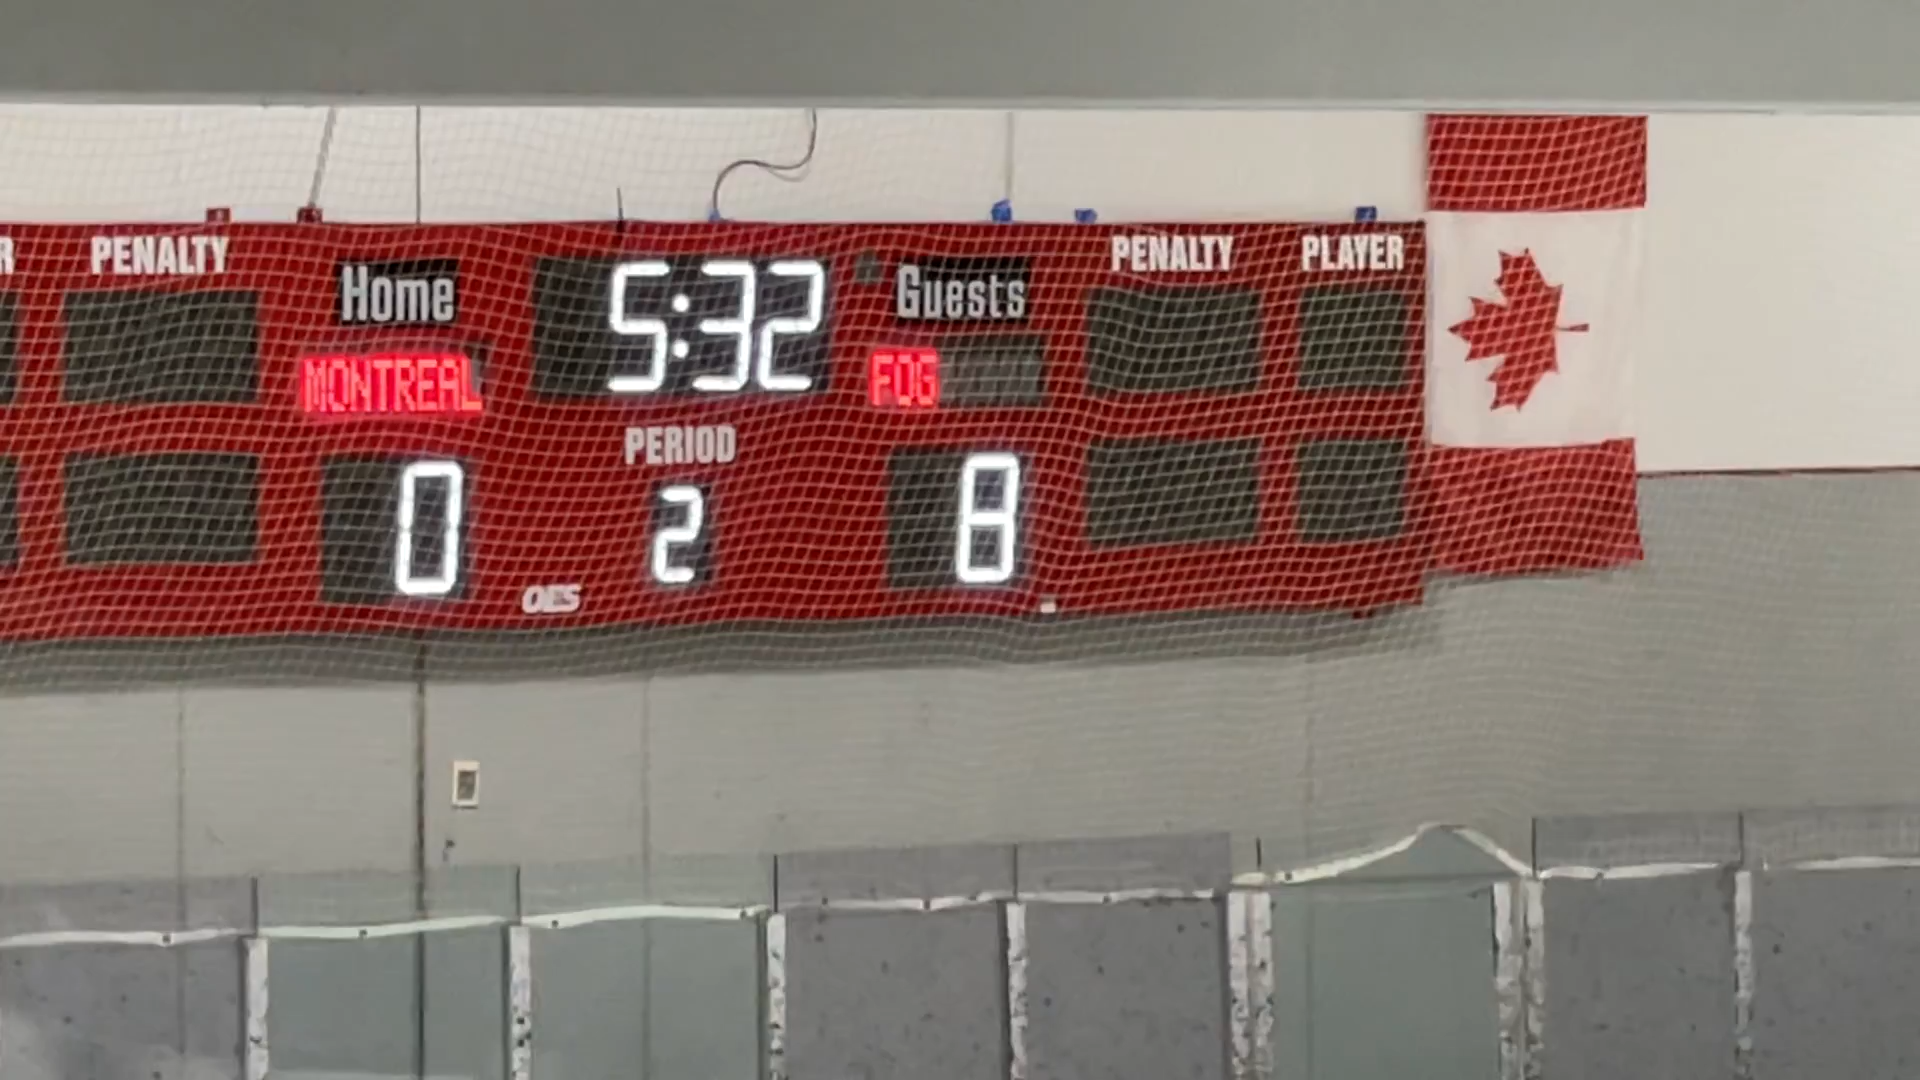 R PENALTY
Home 5:32 Guests
PENALTY PLAYER
MONTREAL FOG
PERIOD
0 2 8
OES